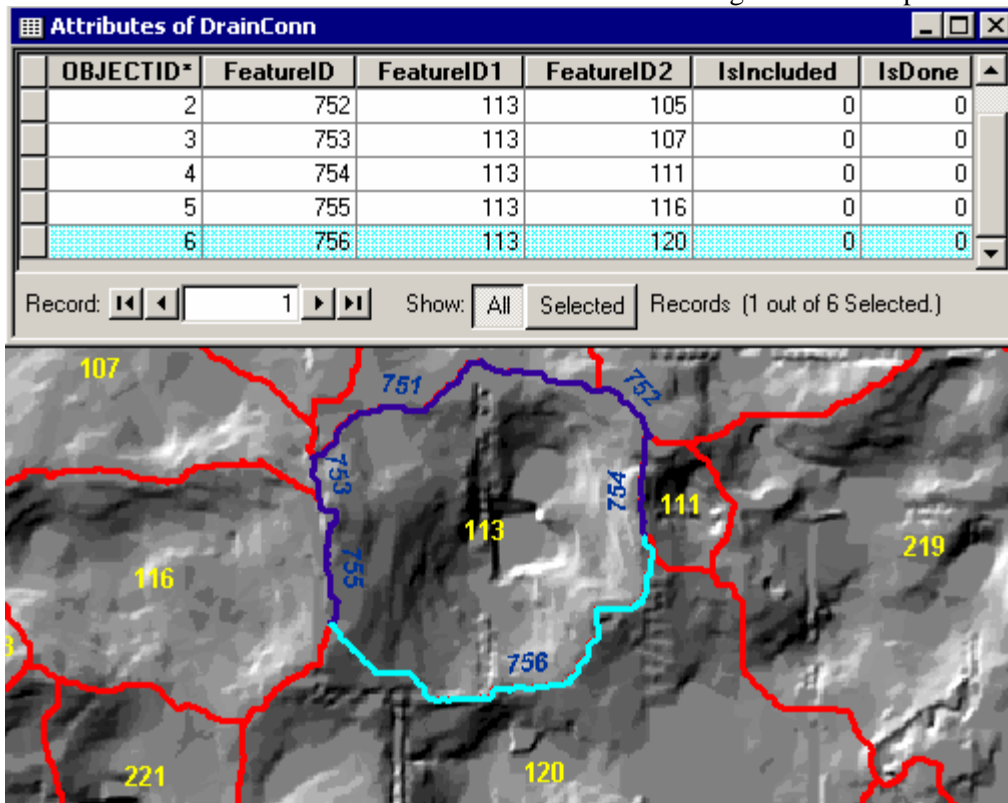 Attributes of DrainConn
OBJECTID* FeatureID FeatureID1 FeatureID2 IsIncluded IsDone
2 752 113 105 0 0
3 753 113 107 0 0
4 754 113 111 0 0
5 755 113 116 0 0
6 756 113 120 0 0
Record: 1 Show: All Selected Records (1 out of 6 Selected.)
107
751
752
753
754
113
111
219
116
755
756
221
120